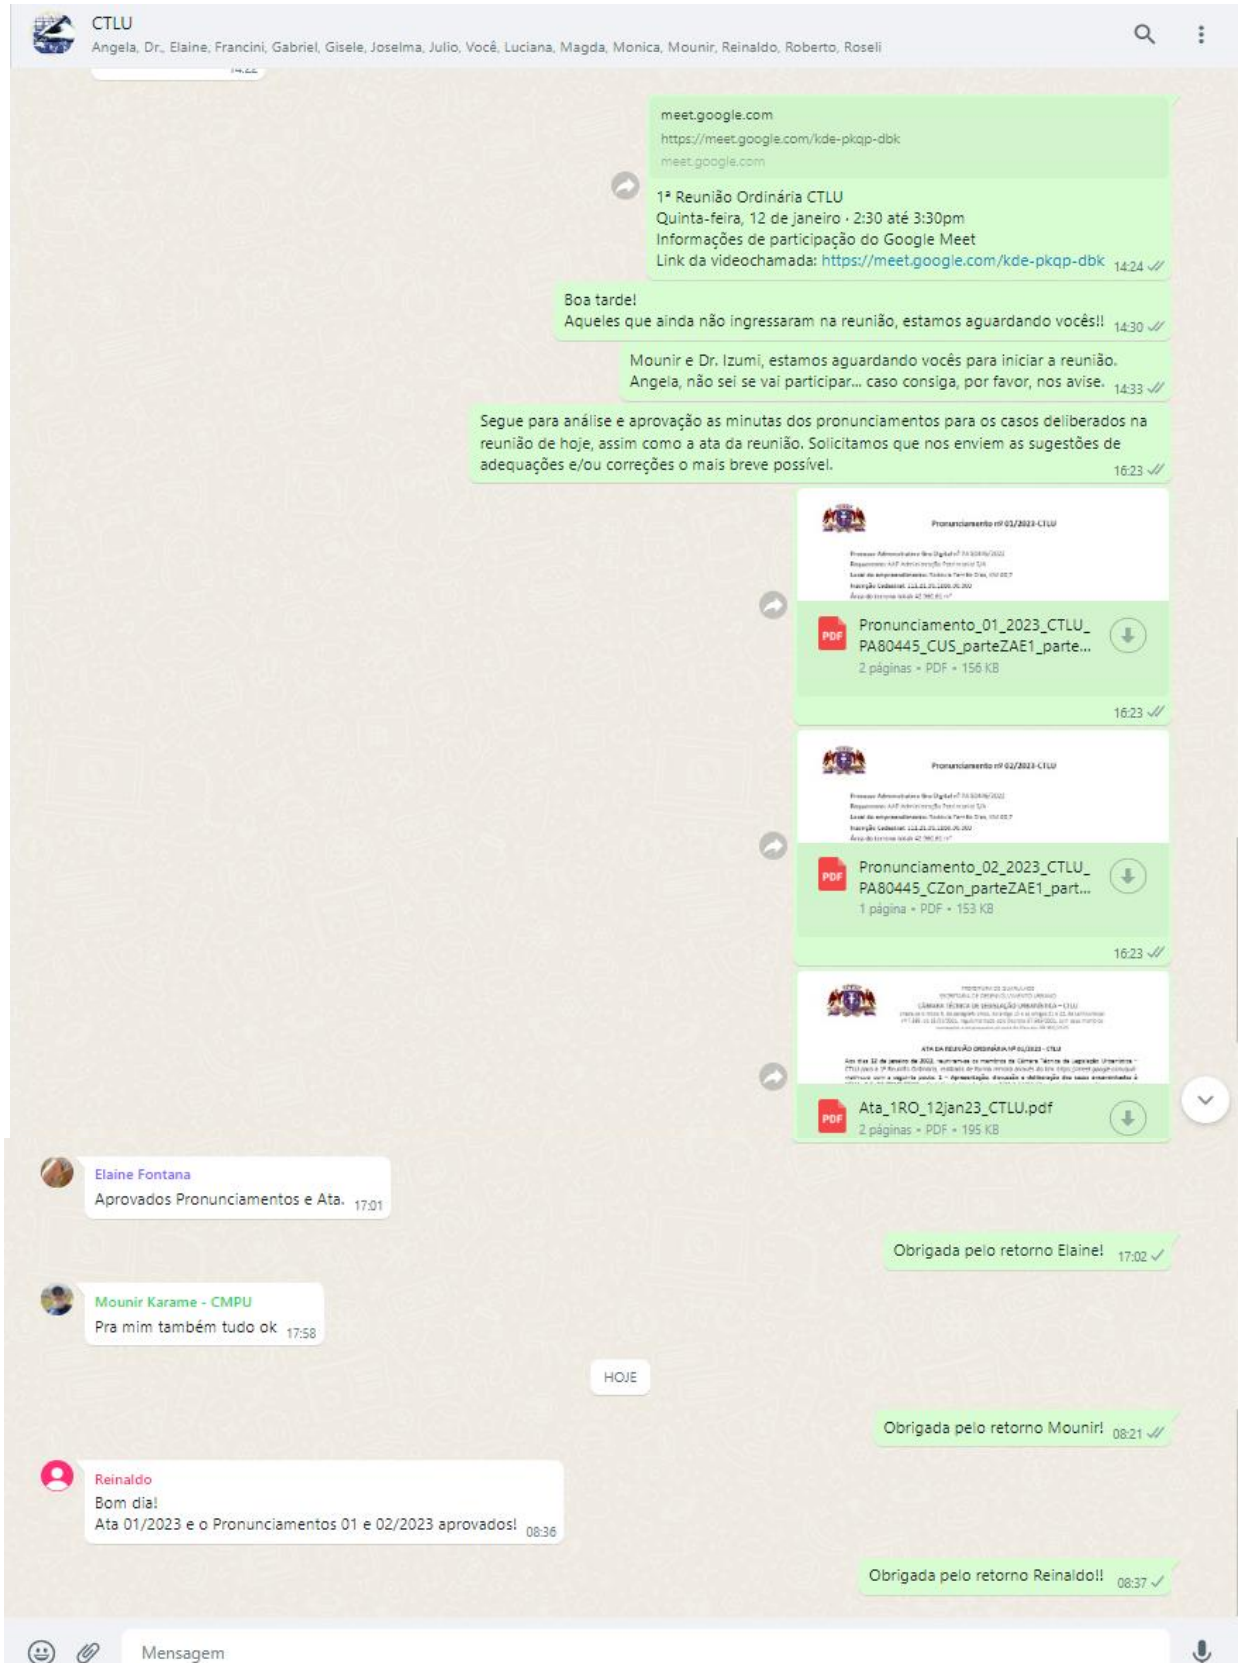 CTLU
Angela, Dr., Elaine, Francini, Gabriel, Gisele, Joselma, Julio, Você, Luciana, Magda, Monica, Mounir, Reinaldo, Roberto, Roseli
14:22
meet.google.com
https://meet.google.com/kde-pkqp-dbk
meet.google.com
1ª Reunião Ordinária CTLU
Quinta-feira, 12 de janeiro · 2:30 até 3:30pm
Informações de participação do Google Meet
Link da videochamada: https://meet.google.com/kde-pkqp-dbk 14:24
Boa tarde!
Aqueles que ainda não ingressaram na reunião, estamos aguardando vocês!! 14:30
Mounir e Dr. Izumi, estamos aguardando vocês para iniciar a reunião.
Angela, não sei se vai participar... caso consiga, por favor, nos avise. 14:33
Segue para análise e aprovação as minutas dos pronunciamentos para os casos deliberados na
reunião de hoje, assim como a ata da reunião. Solicitamos que nos enviem as sugestões de
adequações e/ou correções o mais breve possível. 16:23
Pronunciamento nº 01/2023-CTLU
PDF
Pronunciamento_01_2023_CTLU_
PA80445_CUS_parteZAE1_parte...
2 páginas • PDF • 156 KB
16:23
Pronunciamento nº 02/2023-CTLU
PDF
Pronunciamento_02_2023_CTLU_
PA80445_CZon_parteZAE1_part...
1 página • PDF • 153 KB
16:23
CÂMARA TÉCNICA DE LEGISLAÇÃO URBANÍSTICA – CTLU
ATA DA REUNIÃO ORDINÁRIA Nº 01/2023 - CTLU
PDF
Ata_1RO_12jan23_CTLU.pdf
2 páginas • PDF • 195 KB
Elaine Fontana
Aprovados Pronunciamentos e Ata. 17:01
Obrigada pelo retorno Elaine! 17:02
Mounir Karame - CMPU
Pra mim também tudo ok 17:58
HOJE
Obrigada pelo retorno Mounir! 08:21
Reinaldo
Bom dia!
Ata 01/2023 e o Pronunciamentos 01 e 02/2023 aprovados! 08:36
Obrigada pelo retorno Reinaldo!! 08:37
Mensagem